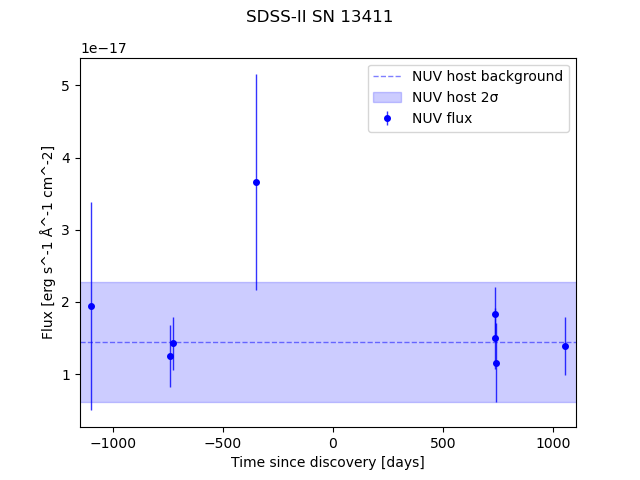 SDSS-II SN 13411
1e−17
NUV host background
NUV host 2σ
NUV flux
5
4
3
2
1
Flux [erg s^-1 Å^-1 cm^-2]
−1000 −500 0 500 1000
Time since discovery [days]